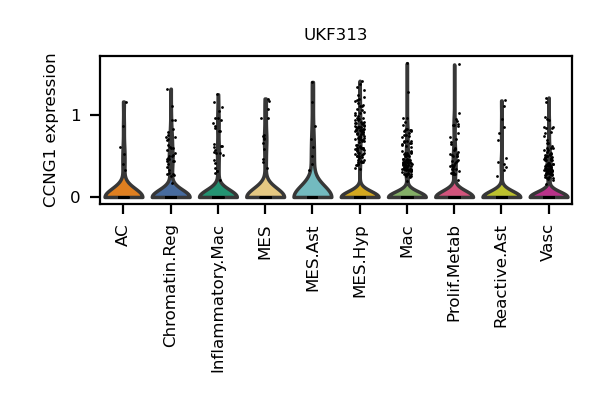 UKF313
CCNG1 expression
1
0
AC
Chromatin.Reg
Inflammatory.Mac
MES
MES.Ast
MES.Hyp
Mac
Prolif.Metab
Reactive.Ast
Vasc